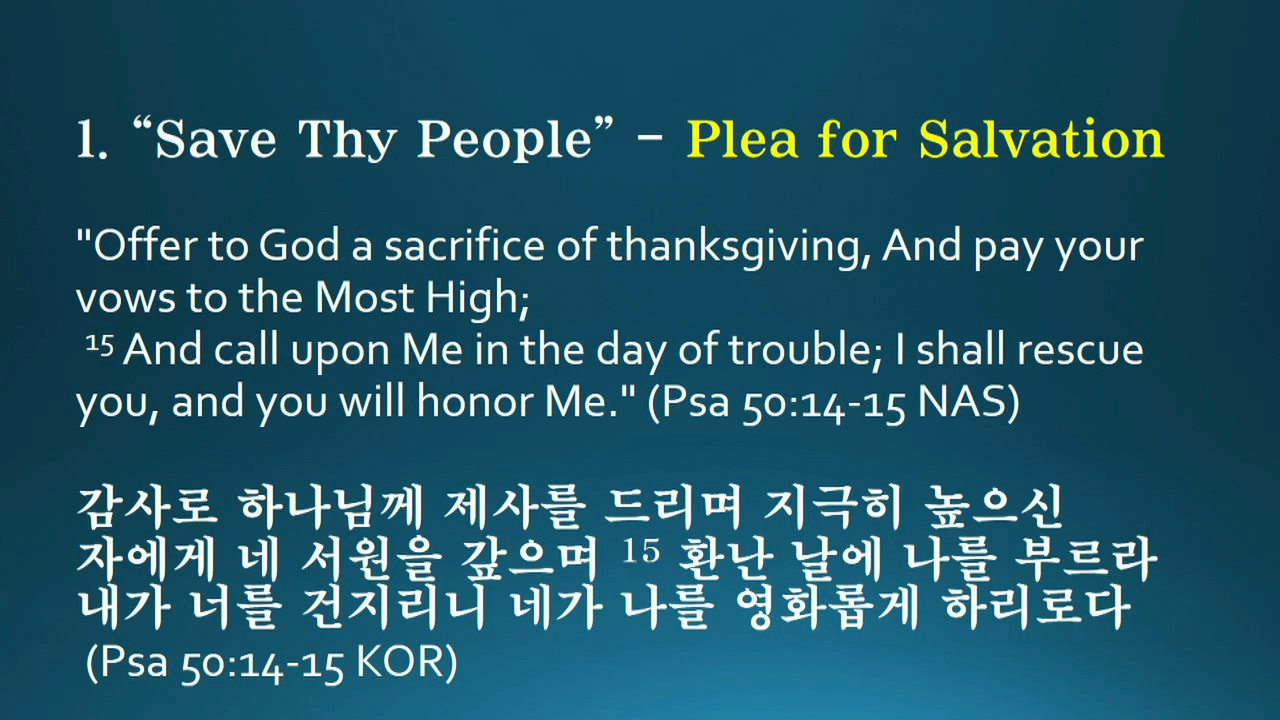 1. “Save Thy People” – Plea for Salvation
"Offer to God a sacrifice of thanksgiving, And pay your
vows to the Most High;
15 And call upon Me in the day of trouble; I shall rescue
you, and you will honor Me." (Psa 50:14-15 NAS)
감사로 하나님께 제사를 드리며 지극히 높으신
자에게 네 서원을 갚으며 15 환난 날에 나를 부르라
내가 너를 건지리니 네가 나를 영화롭게 하리로다
(Psa 50:14-15 KOR)